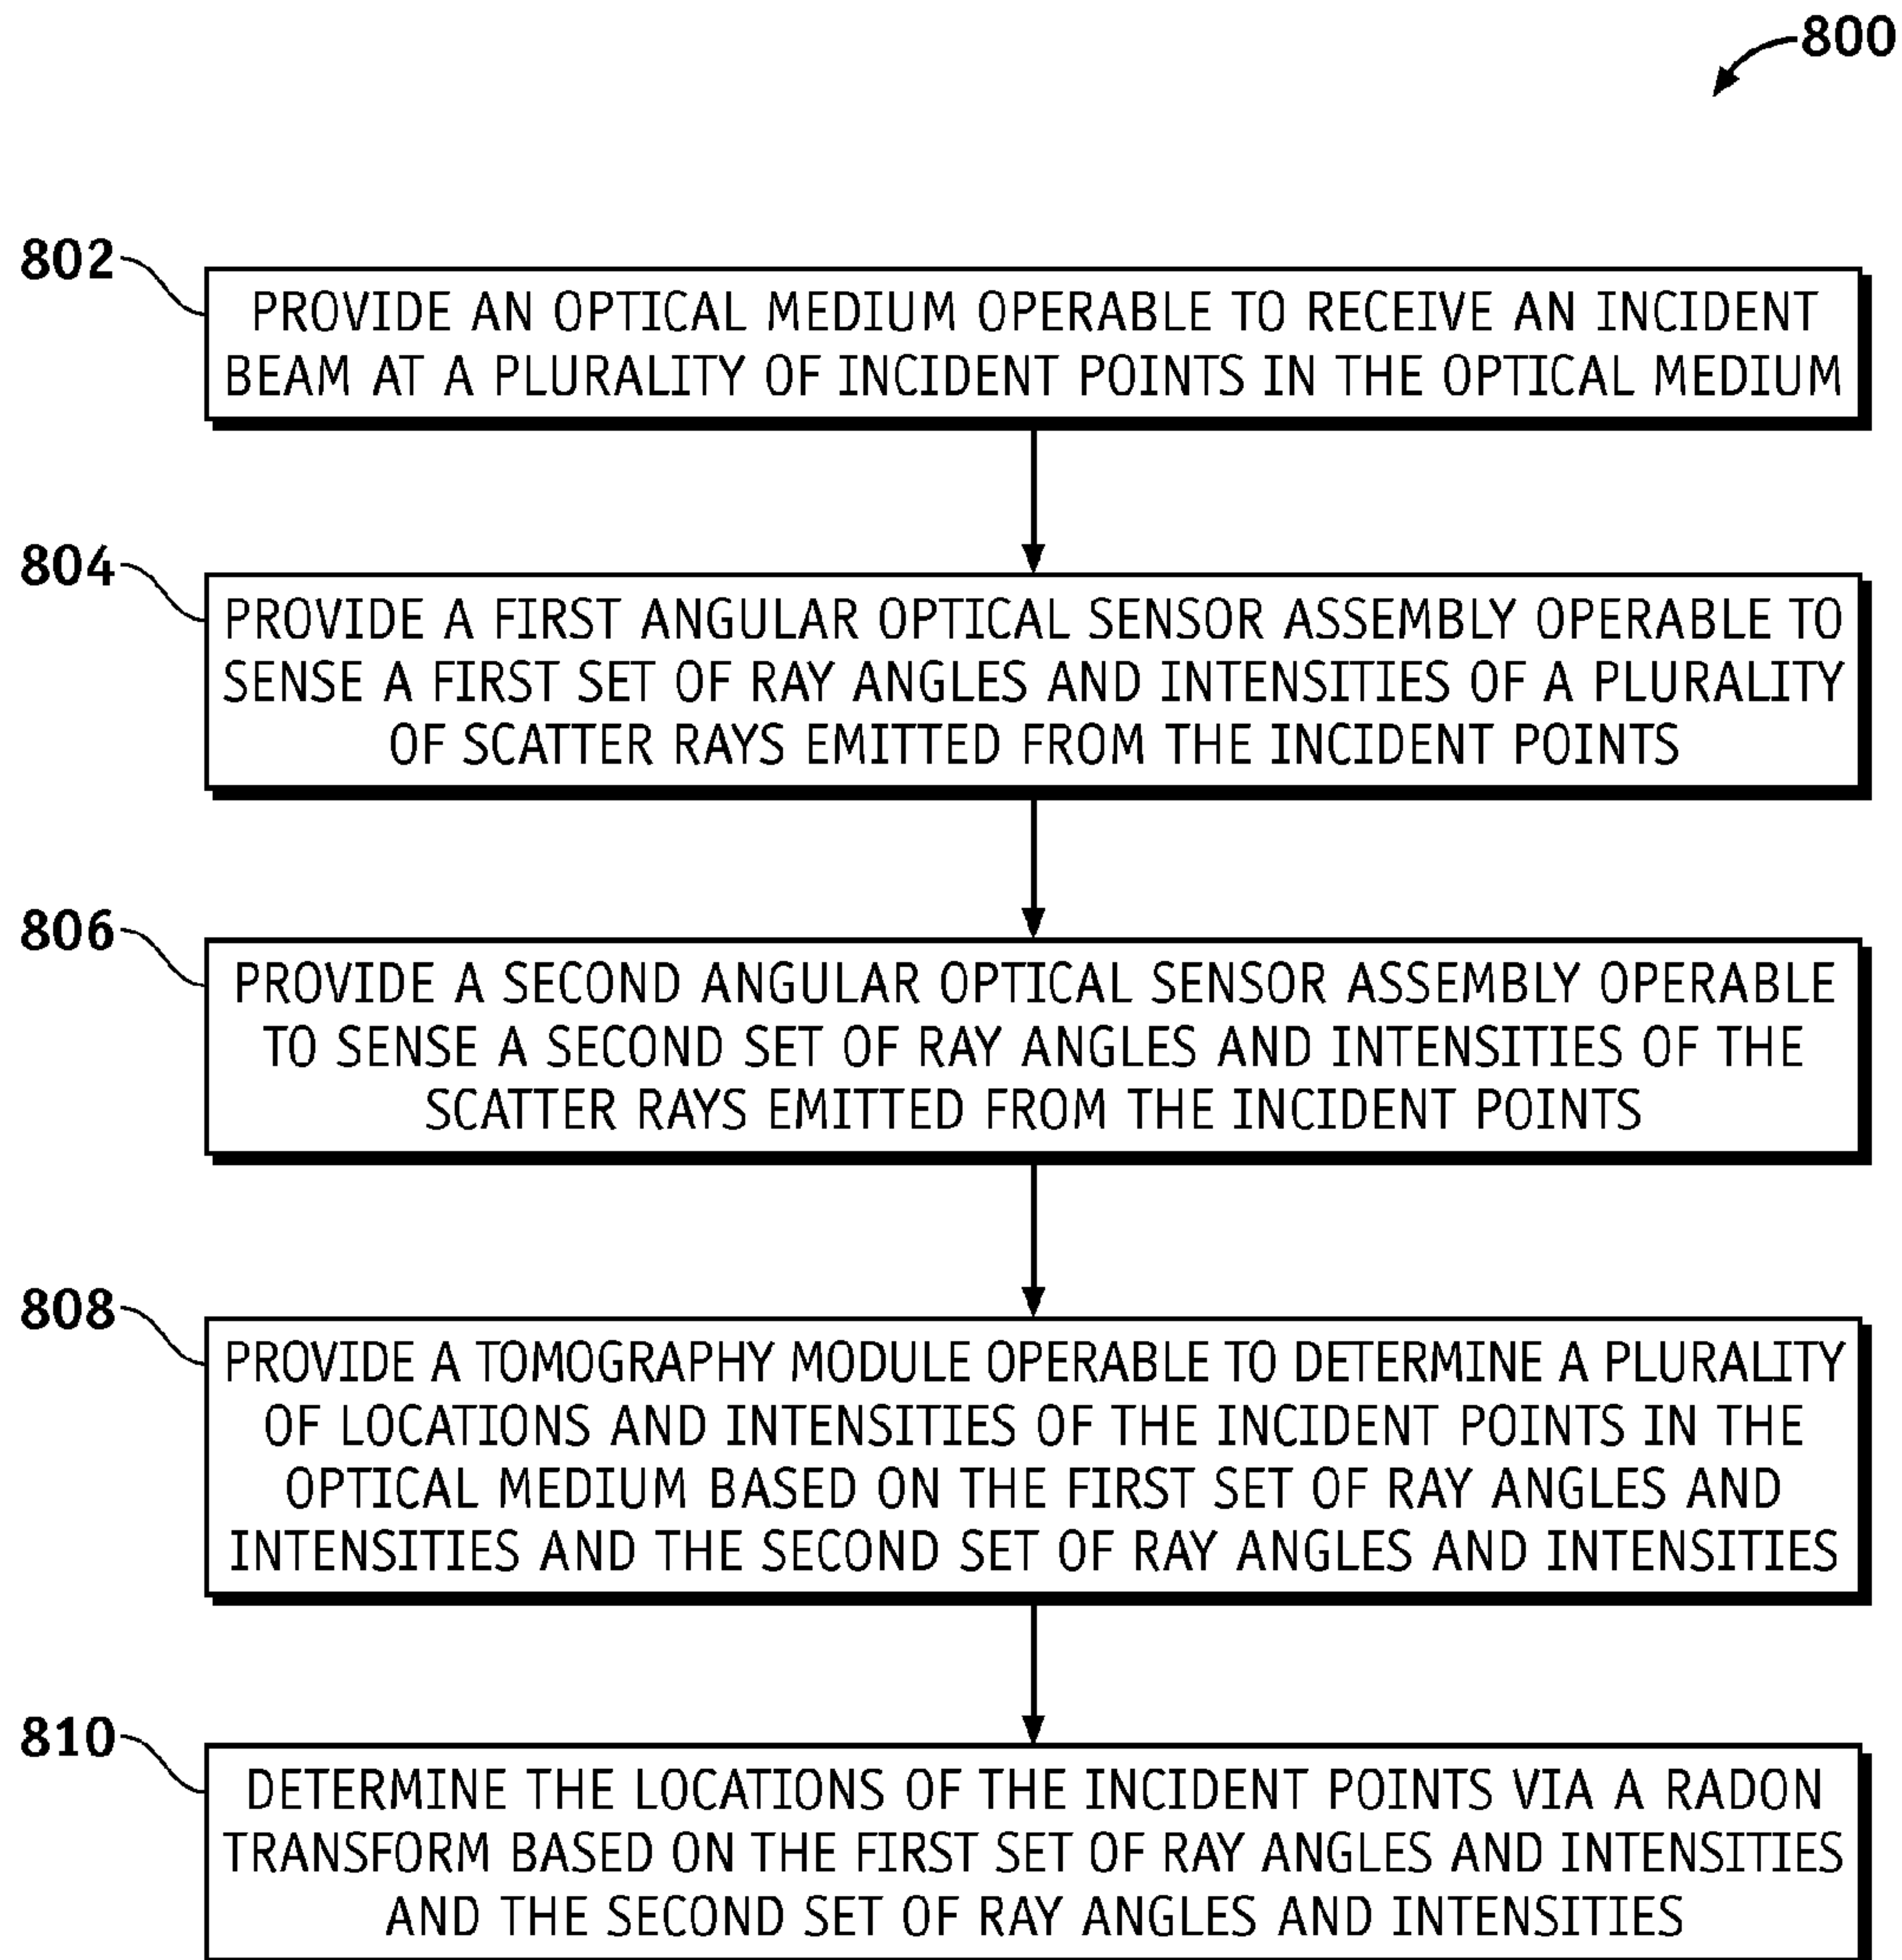 800
802
PROVIDE AN OPTICAL MEDIUM OPERABLE TO RECEIVE AN INCIDENT
BEAM AT A PLURALITY OF INCIDENT POINTS IN THE OPTICAL MEDIUM
804
PROVIDE A FIRST ANGULAR OPTICAL SENSOR ASSEMBLY OPERABLE TO
SENSE A FIRST SET OF RAY ANGLES AND INTENSITIES OF A PLURALITY
OF SCATTER RAYS EMITTED FROM THE INCIDENT POINTS
806
PROVIDE A SECOND ANGULAR OPTICAL SENSOR ASSEMBLY OPERABLE
TO SENSE A SECOND SET OF RAY ANGLES AND INTENSITIES OF THE
SCATTER RAYS EMITTED FROM THE INCIDENT POINTS
808
PROVIDE A TOMOGRAPHY MODULE OPERABLE TO DETERMINE A PLURALITY
OF LOCATIONS AND INTENSITIES OF THE INCIDENT POINTS IN THE
OPTICAL MEDIUM BASED ON THE FIRST SET OF RAY ANGLES AND
INTENSITIES AND THE SECOND SET OF RAY ANGLES AND INTENSITIES
810
DETERMINE THE LOCATIONS OF THE INCIDENT POINTS VIA A RADON
TRANSFORM BASED ON THE FIRST SET OF RAY ANGLES AND INTENSITIES
AND THE SECOND SET OF RAY ANGLES AND INTENSITIES